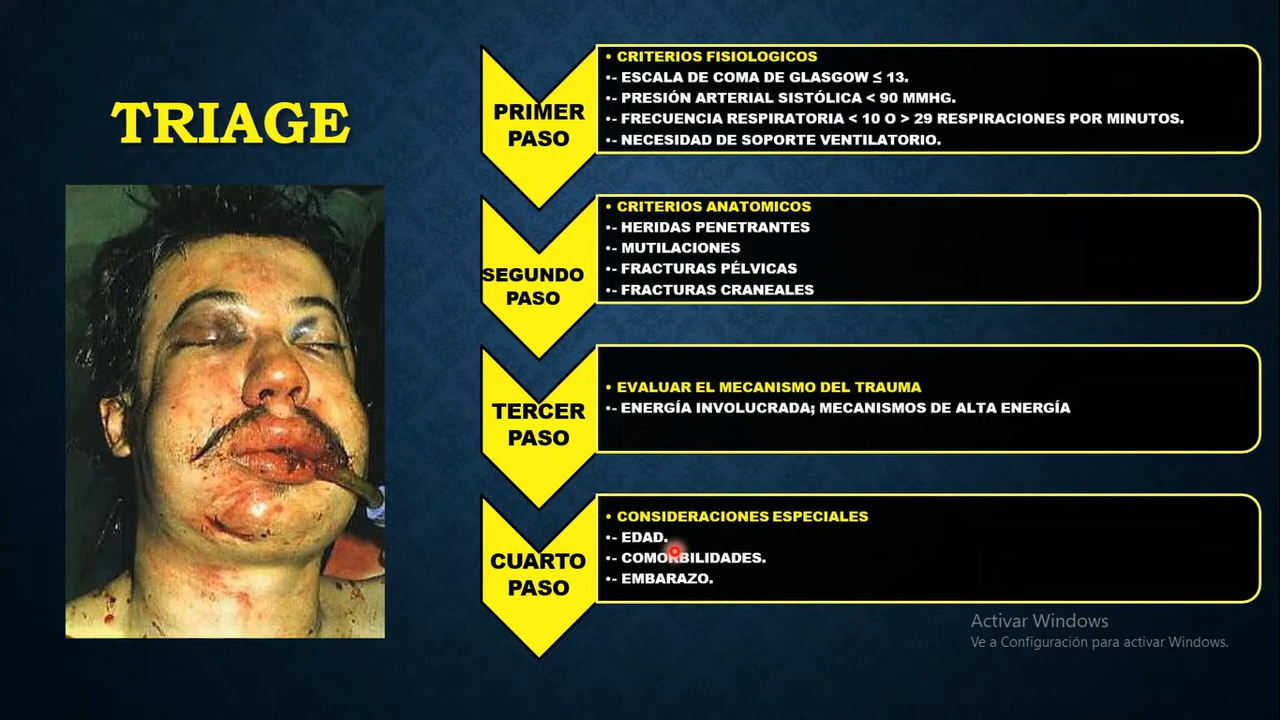 TRIAGE
PRIMER
PASO
• CRITERIOS FISIOLOGICOS
•- ESCALA DE COMA DE GLASGOW ≤ 13.
•- PRESIÓN ARTERIAL SISTÓLICA < 90 MMHG.
•- FRECUENCIA RESPIRATORIA < 10 O > 29 RESPIRACIONES POR MINUTOS.
•- NECESIDAD DE SOPORTE VENTILATORIO.
SEGUNDO
PASO
• CRITERIOS ANATOMICOS
•- HERIDAS PENETRANTES
•- MUTILACIONES
•- FRACTURAS PÉLVICAS
•- FRACTURAS CRANEALES
TERCER
PASO
• EVALUAR EL MECANISMO DEL TRAUMA
•- ENERGÍA INVOLUCRADA; MECANISMOS DE ALTA ENERGÍA
CUARTO
PASO
• CONSIDERACIONES ESPECIALES
•- EDAD.
•- COMORBILIDADES.
•- EMBARAZO.
Activar Windows
Ve a Configuración para activar Windows.